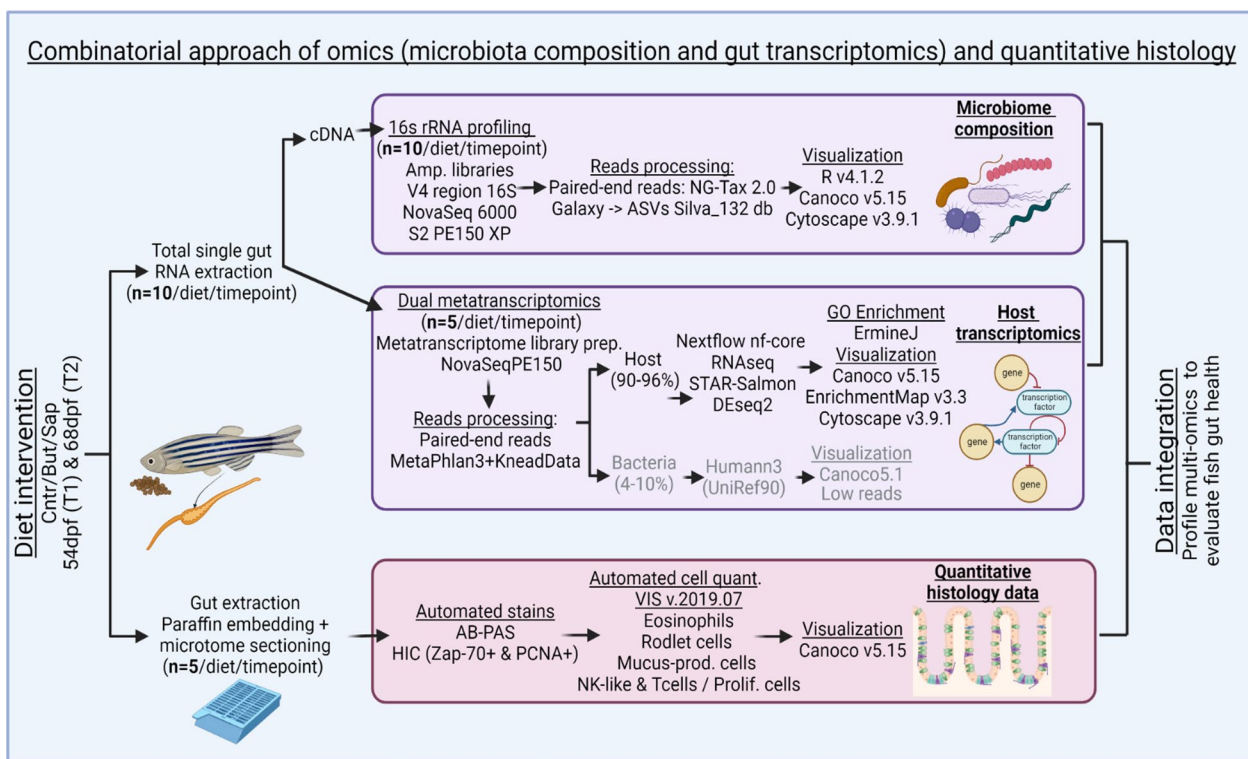 Combinatorial approach of omics (microbiota composition and gut transcriptomics) and quantitative histology
Diet intervention
Cntr/But/Sap
54dpf (T1) & 68dpf (T2)
Total single gut
RNA extraction
(n=10/diet/timepoint)
cDNA
16s rRNA profiling
(n=10/diet/timepoint)
Amp. libraries
V4 region 16S
NovaSeq 6000
S2 PE150 XP
Reads processing:
Paired-end reads: NG-Tax 2.0
Galaxy -> ASVs Silva_132 db
Visualization
R v4.1.2
Canoco v5.15
Cytoscape v3.9.1
Microbiome
composition
Dual metatranscriptomics
(n=5/diet/timepoint)
Metatranscriptome library prep.
NovaSeqPE150
Reads processing:
Paired-end reads
MetaPhlan3+KneadData
Host
(90-96%)
Nextflow nf-core
RNAseq
STAR-Salmon
DEseq2
GO Enrichment
ErmineJ
Visualization
Canoco v5.15
EnrichmentMap v3.3
Cytoscape v3.9.1
Bacteria
(4-10%)
Humann3
(UniRef90)
Visualization
Canoco5.1
Low reads
Host
transcriptomics
gene
transcription
factor
gene
transcription
factor
gene
Gut extraction
Paraffin embedding +
microtome sectioning
(n=5/diet/timepoint)
Automated stains
AB-PAS
HIC (Zap-70+ & PCNA+)
Automated cell quant.
VIS v.2019.07
Eosinophils
Rodlet cells
Mucus-prod. cells
NK-like & Tcells / Prolif. cells
Visualization
Canoco v5.15
Quantitative
histology data
Data integration
Profile multi-omics to
evaluate fish gut health